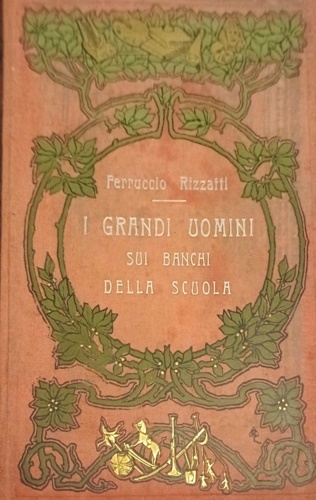 Ferruccio Rizzatti
I GRANDI UOMINI
SUI BANCHI
DELLA SCUOLA